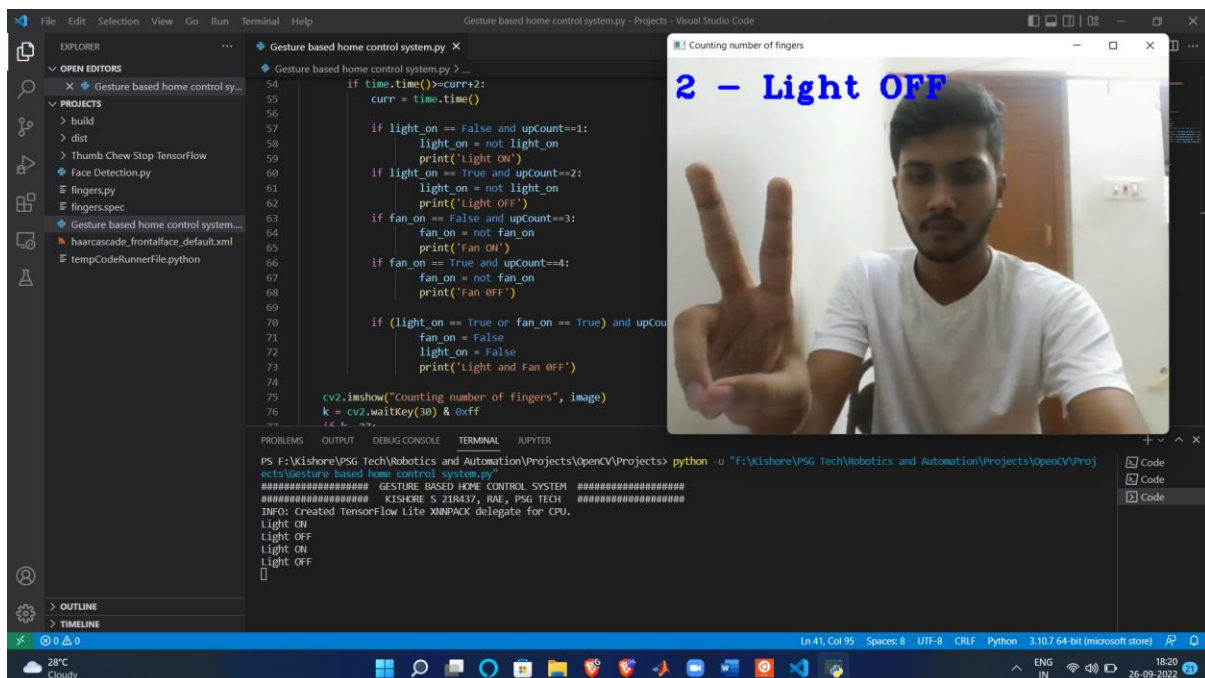 File Edit Selection View Go Run Terminal Help
Gesture based home control system.py - Projects - Visual Studio Code
EXPLORER
OPEN EDITORS
Gesture based home control sy...
PROJECTS
build
dist
Thumb Chew Stop TensorFlow
Face Detection.py
fingers,py
fingers.spec
Gesture based home control system....
haarcascade_frontalface_default.xml
tempCodeRunnerFile.python
OUTLINE
TIMELINE
Gesture based home control system.py
Gesture based home control system.py > ...
54 if time.time()>=curr+2:
55 curr = time.time()
56
57 if light_on == False and upCount==1:
58 light_on = not light_on
59 print('Light ON')
60 if light_on == True and upCount==2:
61 light_on = not light_on
62 print('Light OFF')
63 if fan_on == False and upCount==3:
64 fan_on = not fan_on
65 print('Fan ON')
66 if fan_on == True and upCount==4:
67 fan_on = not fan_on
68 print('Fan 0FF')
69
70 if (light_on == True or fan_on == True) and upCou
71 fan_on = False
72 light_on = False
73 print('Light and Fan 0FF')
74
75 cv2.imshow("Counting number of fingers", image)
76 k = cv2.waitKey(30) & 0xff
Counting number of fingers
2 - Light OFF
PROBLEMS OUTPUT DEBUG CONSOLE TERMINAL JUPYTER
PS F:\Kishore\PSG Tech\Robotics and Automation\Projects\OpenCV\Projects> python -u "f:\Kishore\PSG Tech\Robotics and Automation\Projects\OpenCV\Proj
ects\Gesture based home control system.py"
################### GESTURE BASED HOME CONTROL SYSTEM ###################
################### KISHORE S 21R437, RAE, PSG TECH ###################
INFO: Created TensorFlow Lite XNNPACK delegate for CPU.
Light ON
Light OFF
Light ON
Light OFF
Code
Code
Code
0 0 Ln 41, Col 95 Spaces: 8 UTF-8 CRLF Python 3.10.7 64-bit (microsoft store)
28°C
Cloudy
ENG
IN
18:20
26-09-2022
21